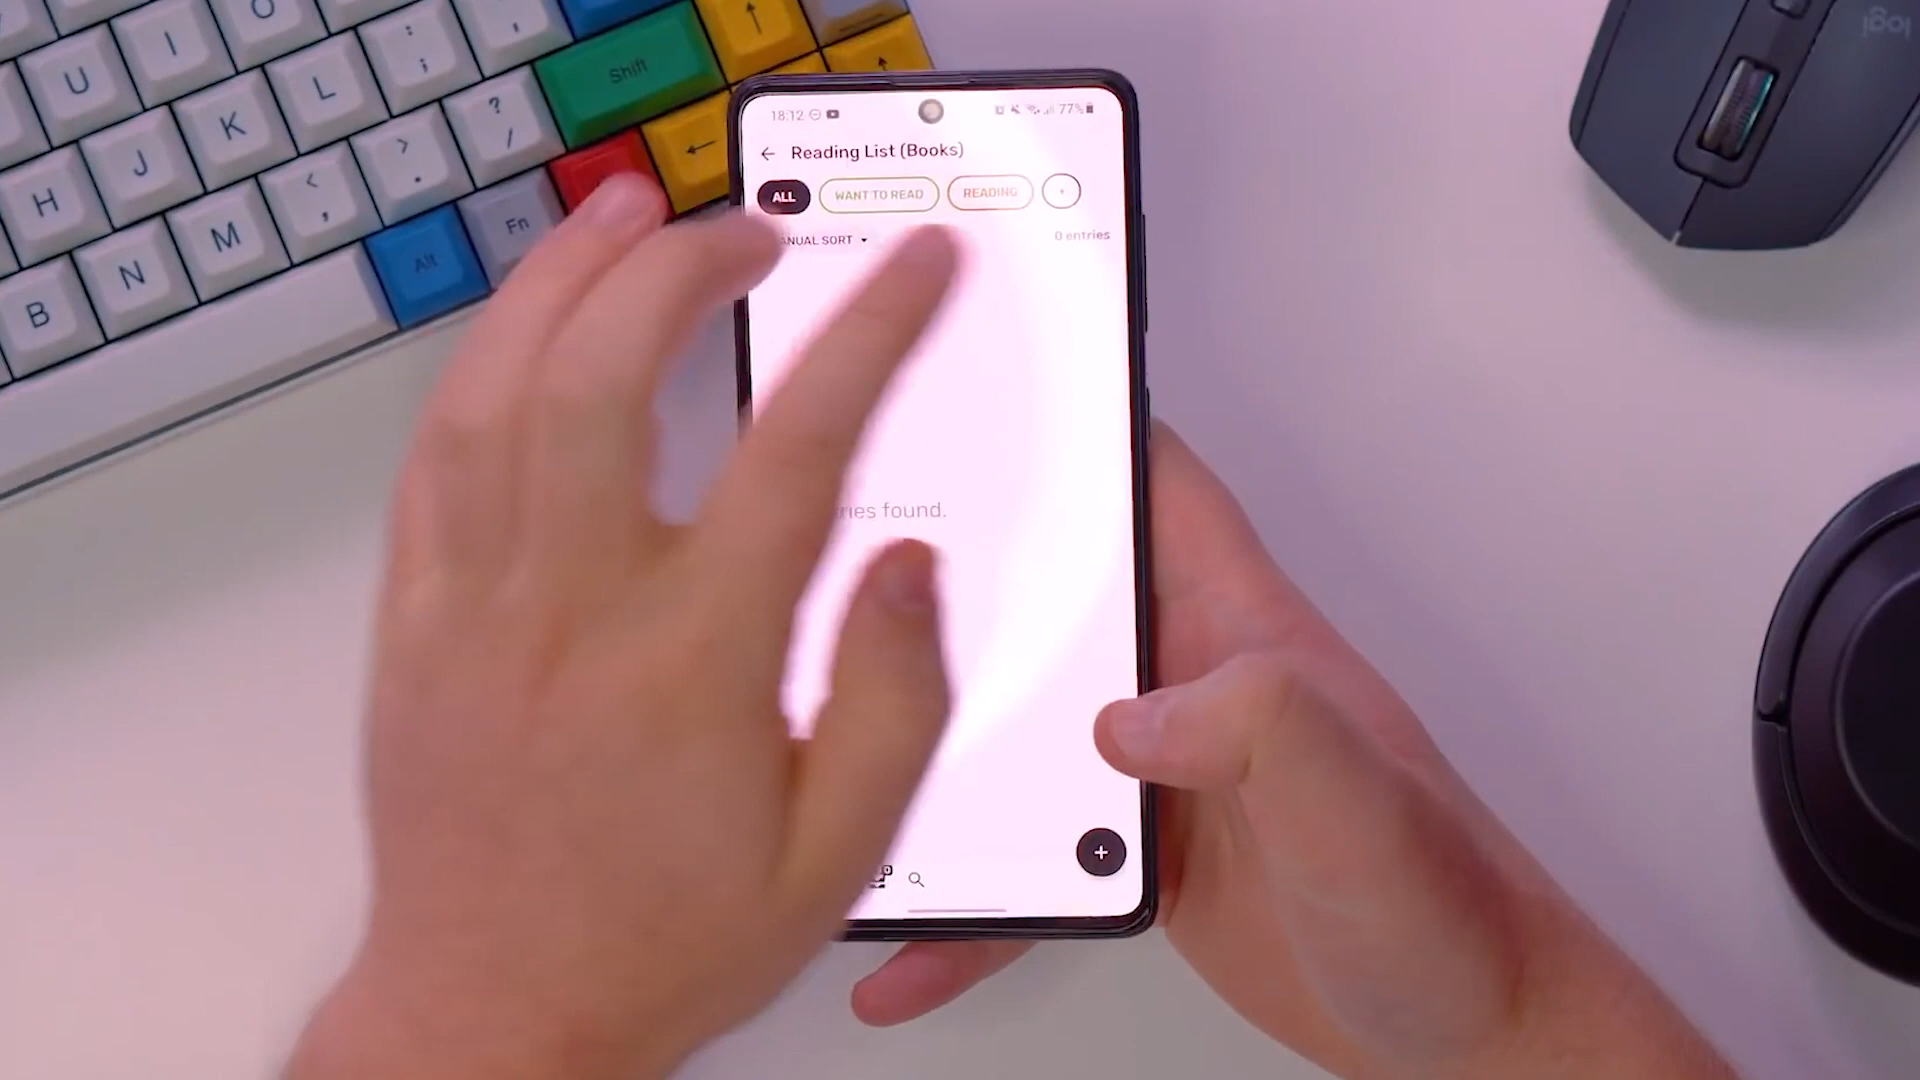 O
U I L : ;
Shift
H J K ? /
N M < , > .
B Alt Fn
logi
18:12 77%
Reading List (Books)
ALL WANT TO READ READING +
ANUAL SORT 0 entries
ries found.
+